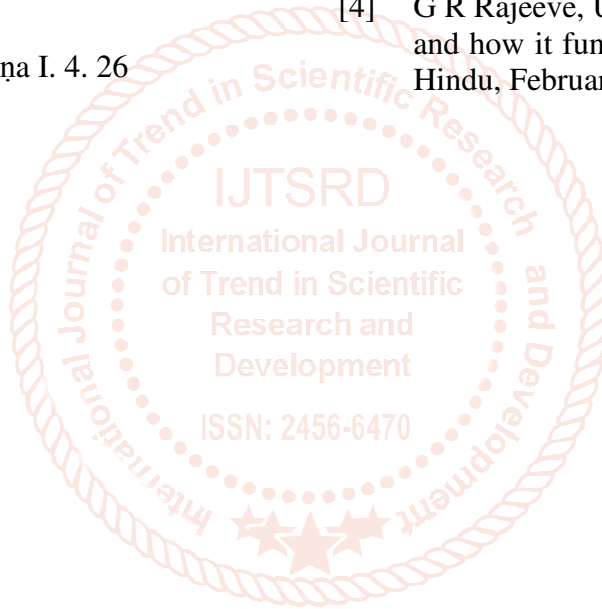 ṇa I. 4. 26
[4] G R Rajeeve, U
and how it fun
Hindu, Februar
International Journal of Trend in Scientific Research and Development
IJTSRD
International Journal
of Trend in Scientific
Research and
Development
ISSN: 2456-6470